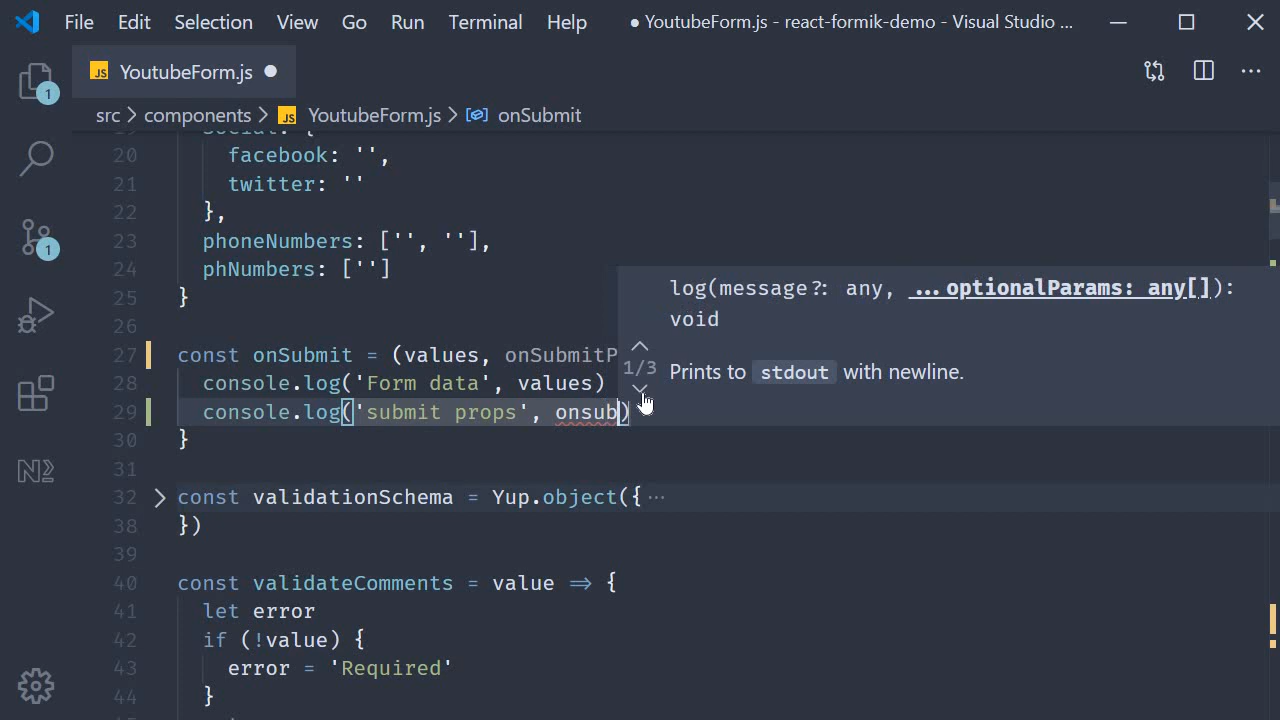 File Edit Selection View Go Run Terminal Help ● YoutubeForm.js - react-formik-demo - Visual Studio ...
JS YoutubeForm.js ●
src > components > JS YoutubeForm.js > onSubmit
1
1
20 facebook: '',
21 twitter: ''
22 },
23 phoneNumbers: ['', ''],
24 phNumbers: ['']
25 }
26
27 const onSubmit = (values, onSubmitP
28 console.log('Form data', values)
29 console.log('submit props', onsub)
30 }
31
32 const validationSchema = Yup.object({ ···
38 })
39
40 const validateComments = value => {
41 let error
42 if (!value) {
43 error = 'Required'
44 }
log(message?: any, ...optionalParams: any[]):
void
1/3 Prints to stdout with newline.